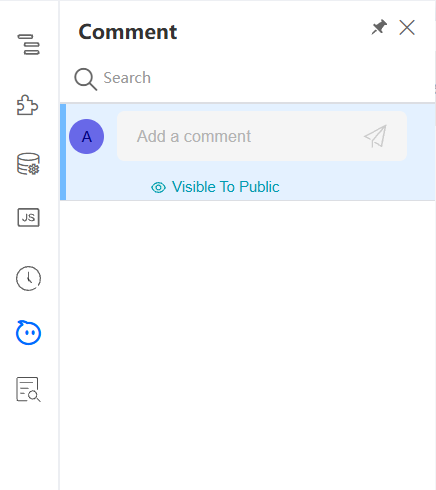 Comment
Search
A
Add a comment
Visible To Public
JS